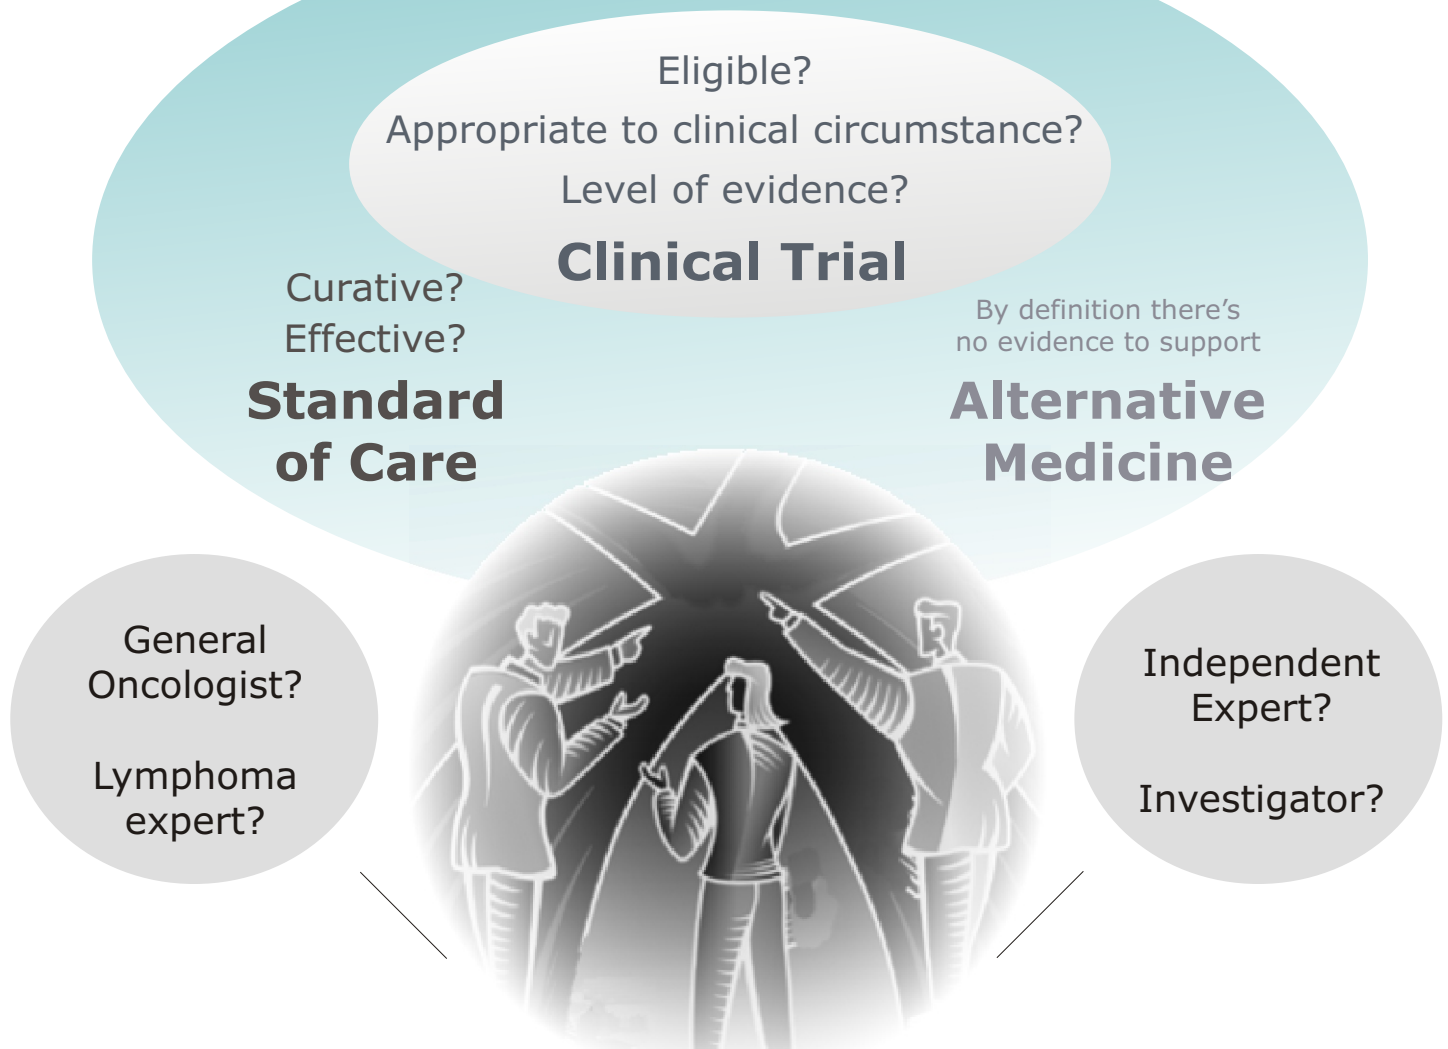 Eligible?
Appropriate to clinical circumstance?
Level of evidence?
Clinical Trial
Curative?
Effective?
Standard
of Care
By definition there’s
no evidence to support
Alternative
Medicine
General
Oncologist?
Lymphoma
expert?
Independent
Expert?
Investigator?